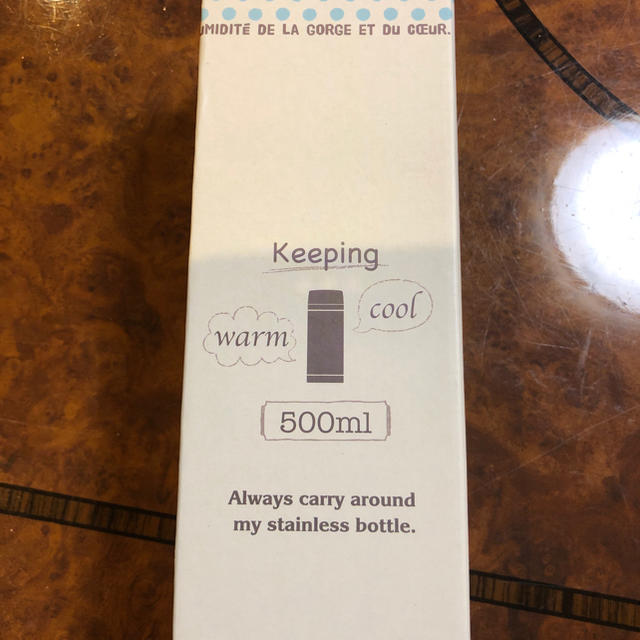 UMIDITÉ DE LA GORGE ET DU CŒUR.
Keeping
warm
cool
500ml
Always carry around
my stainless bottle.